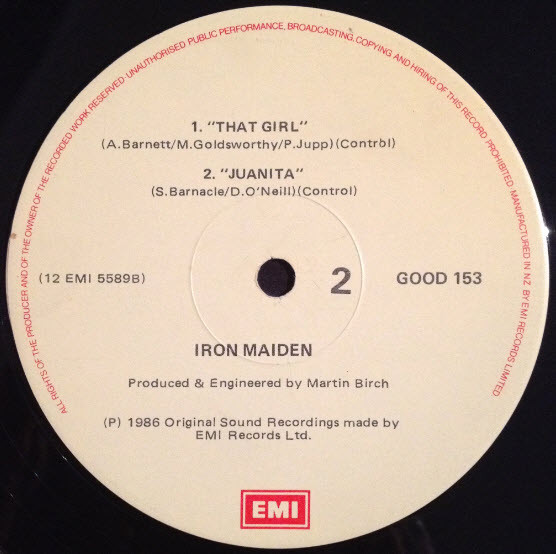 ALL RIGHTS OF THE PRODUCER AND OF THE OWNER OF THE RECORDED WORK RESERVED·UNAUTHORISED PUBLIC PERFORMANCE, BROADCASTING, COPYING AND HIRING OF THIS RECORD PROHIBITED MANUFACTURED IN NZ BY EMI RECORDS LIMITED
1. "THAT GIRL"
(A.Barnett/M.Goldsworthy/P.Jupp)(Control)
2. "JUANITA"
(S.Barnacle/D.O'Neill)(Control)
(12 EMI 5589B)
2
GOOD 153
IRON MAIDEN
Produced & Engineered by Martin Birch
(P) 1986 Original Sound Recordings made by
EMI Records Ltd.
EMI